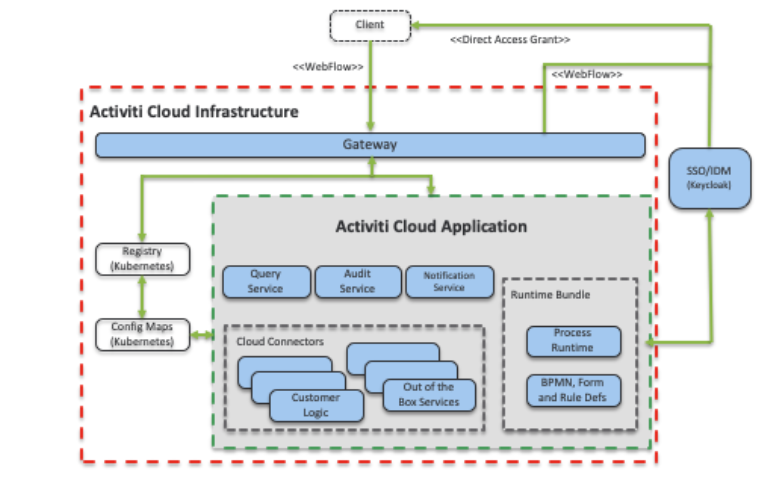 Client
<<Direct Access Grant>>
<<WebFlow>>
<<WebFlow>>
Activiti Cloud Infrastructure
Gateway
SSO/IDM
(Keycloak)
Activiti Cloud Application
Registry
(Kubernetes)
Query
Service
Audit
Service
Notification
Service
Runtime Bundle
Config Maps
(Kubernetes)
Cloud Connectors
Process
Runtime
Customer
Logic
Out of the
Box Services
BPMN, Form
and Rule Defs